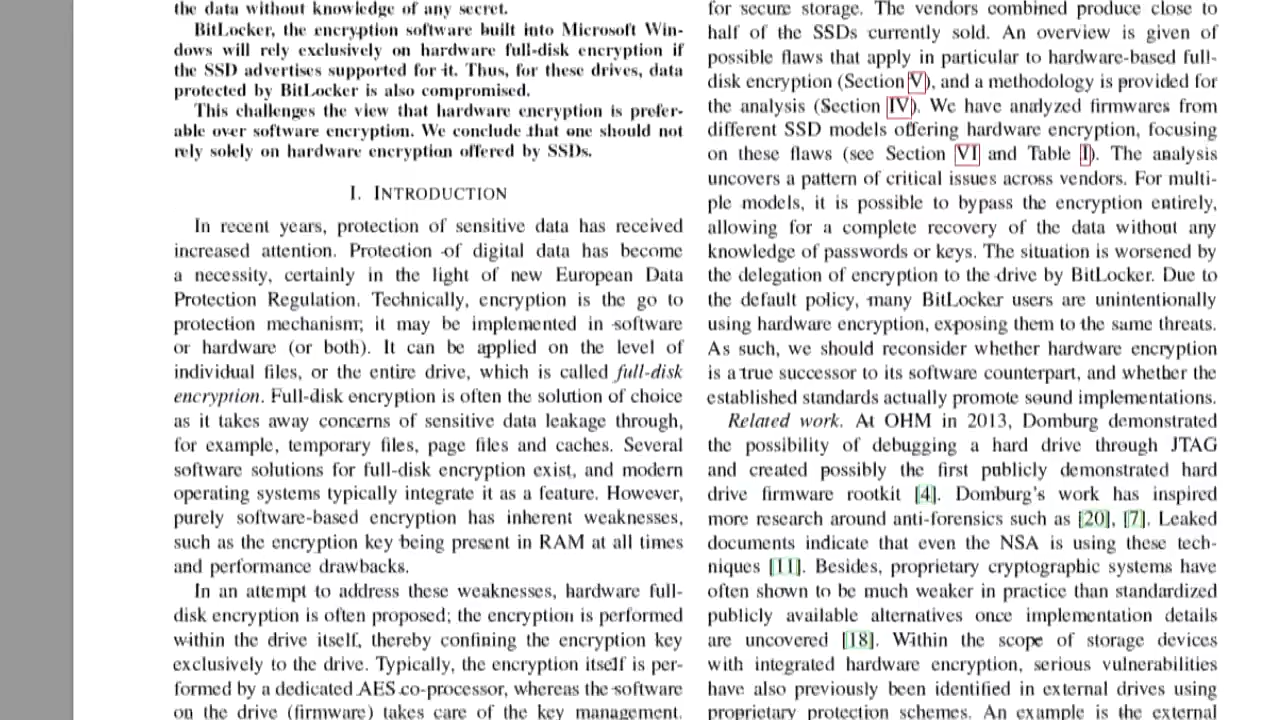 the data without knowledge of any secret.
BitLocker, the encryption software built into Microsoft Win-
dows will rely exclusively on hardware full-disk encryption if
the SSD advertises supported for it. Thus, for these drives, data
protected by BitLocker is also compromised.
This challenges the view that hardware encryption is prefer-
able over software encryption. We conclude that one should not
rely solely on hardware encryption offered by SSDs.
I. INTRODUCTION
In recent years, protection of sensitive data has received
increased attention. Protection of digital data has become
a necessity, certainly in the light of new European Data
Protection Regulation. Technically, encryption is the go to
protection mechanism; it may be implemented in software
or hardware (or both). It can be applied on the level of
individual files, or the entire drive, which is called full-disk
encryption. Full-disk encryption is often the solution of choice
as it takes away concerns of sensitive data leakage through,
for example, temporary files, page files and caches. Several
software solutions for full-disk encryption exist, and modern
operating systems typically integrate it as a feature. However,
purely software-based encryption has inherent weaknesses,
such as the encryption key being present in RAM at all times
and performance drawbacks.
In an attempt to address these weaknesses, hardware full-
disk encryption is often proposed; the encryption is performed
within the drive itself, thereby confining the encryption key
exclusively to the drive. Typically, the encryption itself is per-
formed by a dedicated AES co-processor, whereas the software
on the drive (firmware) takes care of the key management.
for secure storage. The vendors combined produce close to
half of the SSDs currently sold. An overview is given of
possible flaws that apply in particular to hardware-based full-
disk encryption (Section V), and a methodology is provided for
the analysis (Section IV). We have analyzed firmwares from
different SSD models offering hardware encryption, focusing
on these flaws (see Section VI and Table I). The analysis
uncovers a pattern of critical issues across vendors. For multi-
ple models, it is possible to bypass the encryption entirely,
allowing for a complete recovery of the data without any
knowledge of passwords or keys. The situation is worsened by
the delegation of encryption to the drive by BitLocker. Due to
the default policy, many BitLocker users are unintentionally
using hardware encryption, exposing them to the same threats.
As such, we should reconsider whether hardware encryption
is a true successor to its software counterpart, and whether the
established standards actually promote sound implementations.
Related work. At OHM in 2013, Domburg demonstrated
the possibility of debugging a hard drive through JTAG
and created possibly the first publicly demonstrated hard
drive firmware rootkit [4]. Domburg's work has inspired
more research around anti-forensics such as [20], [7]. Leaked
documents indicate that even the NSA is using these tech-
niques [11]. Besides, proprietary cryptographic systems have
often shown to be much weaker in practice than standardized
publicly available alternatives once implementation details
are uncovered [18]. Within the scope of storage devices
with integrated hardware encryption, serious vulnerabilities
have also previously been identified in external drives using
proprietary protection schemes. An example is the external